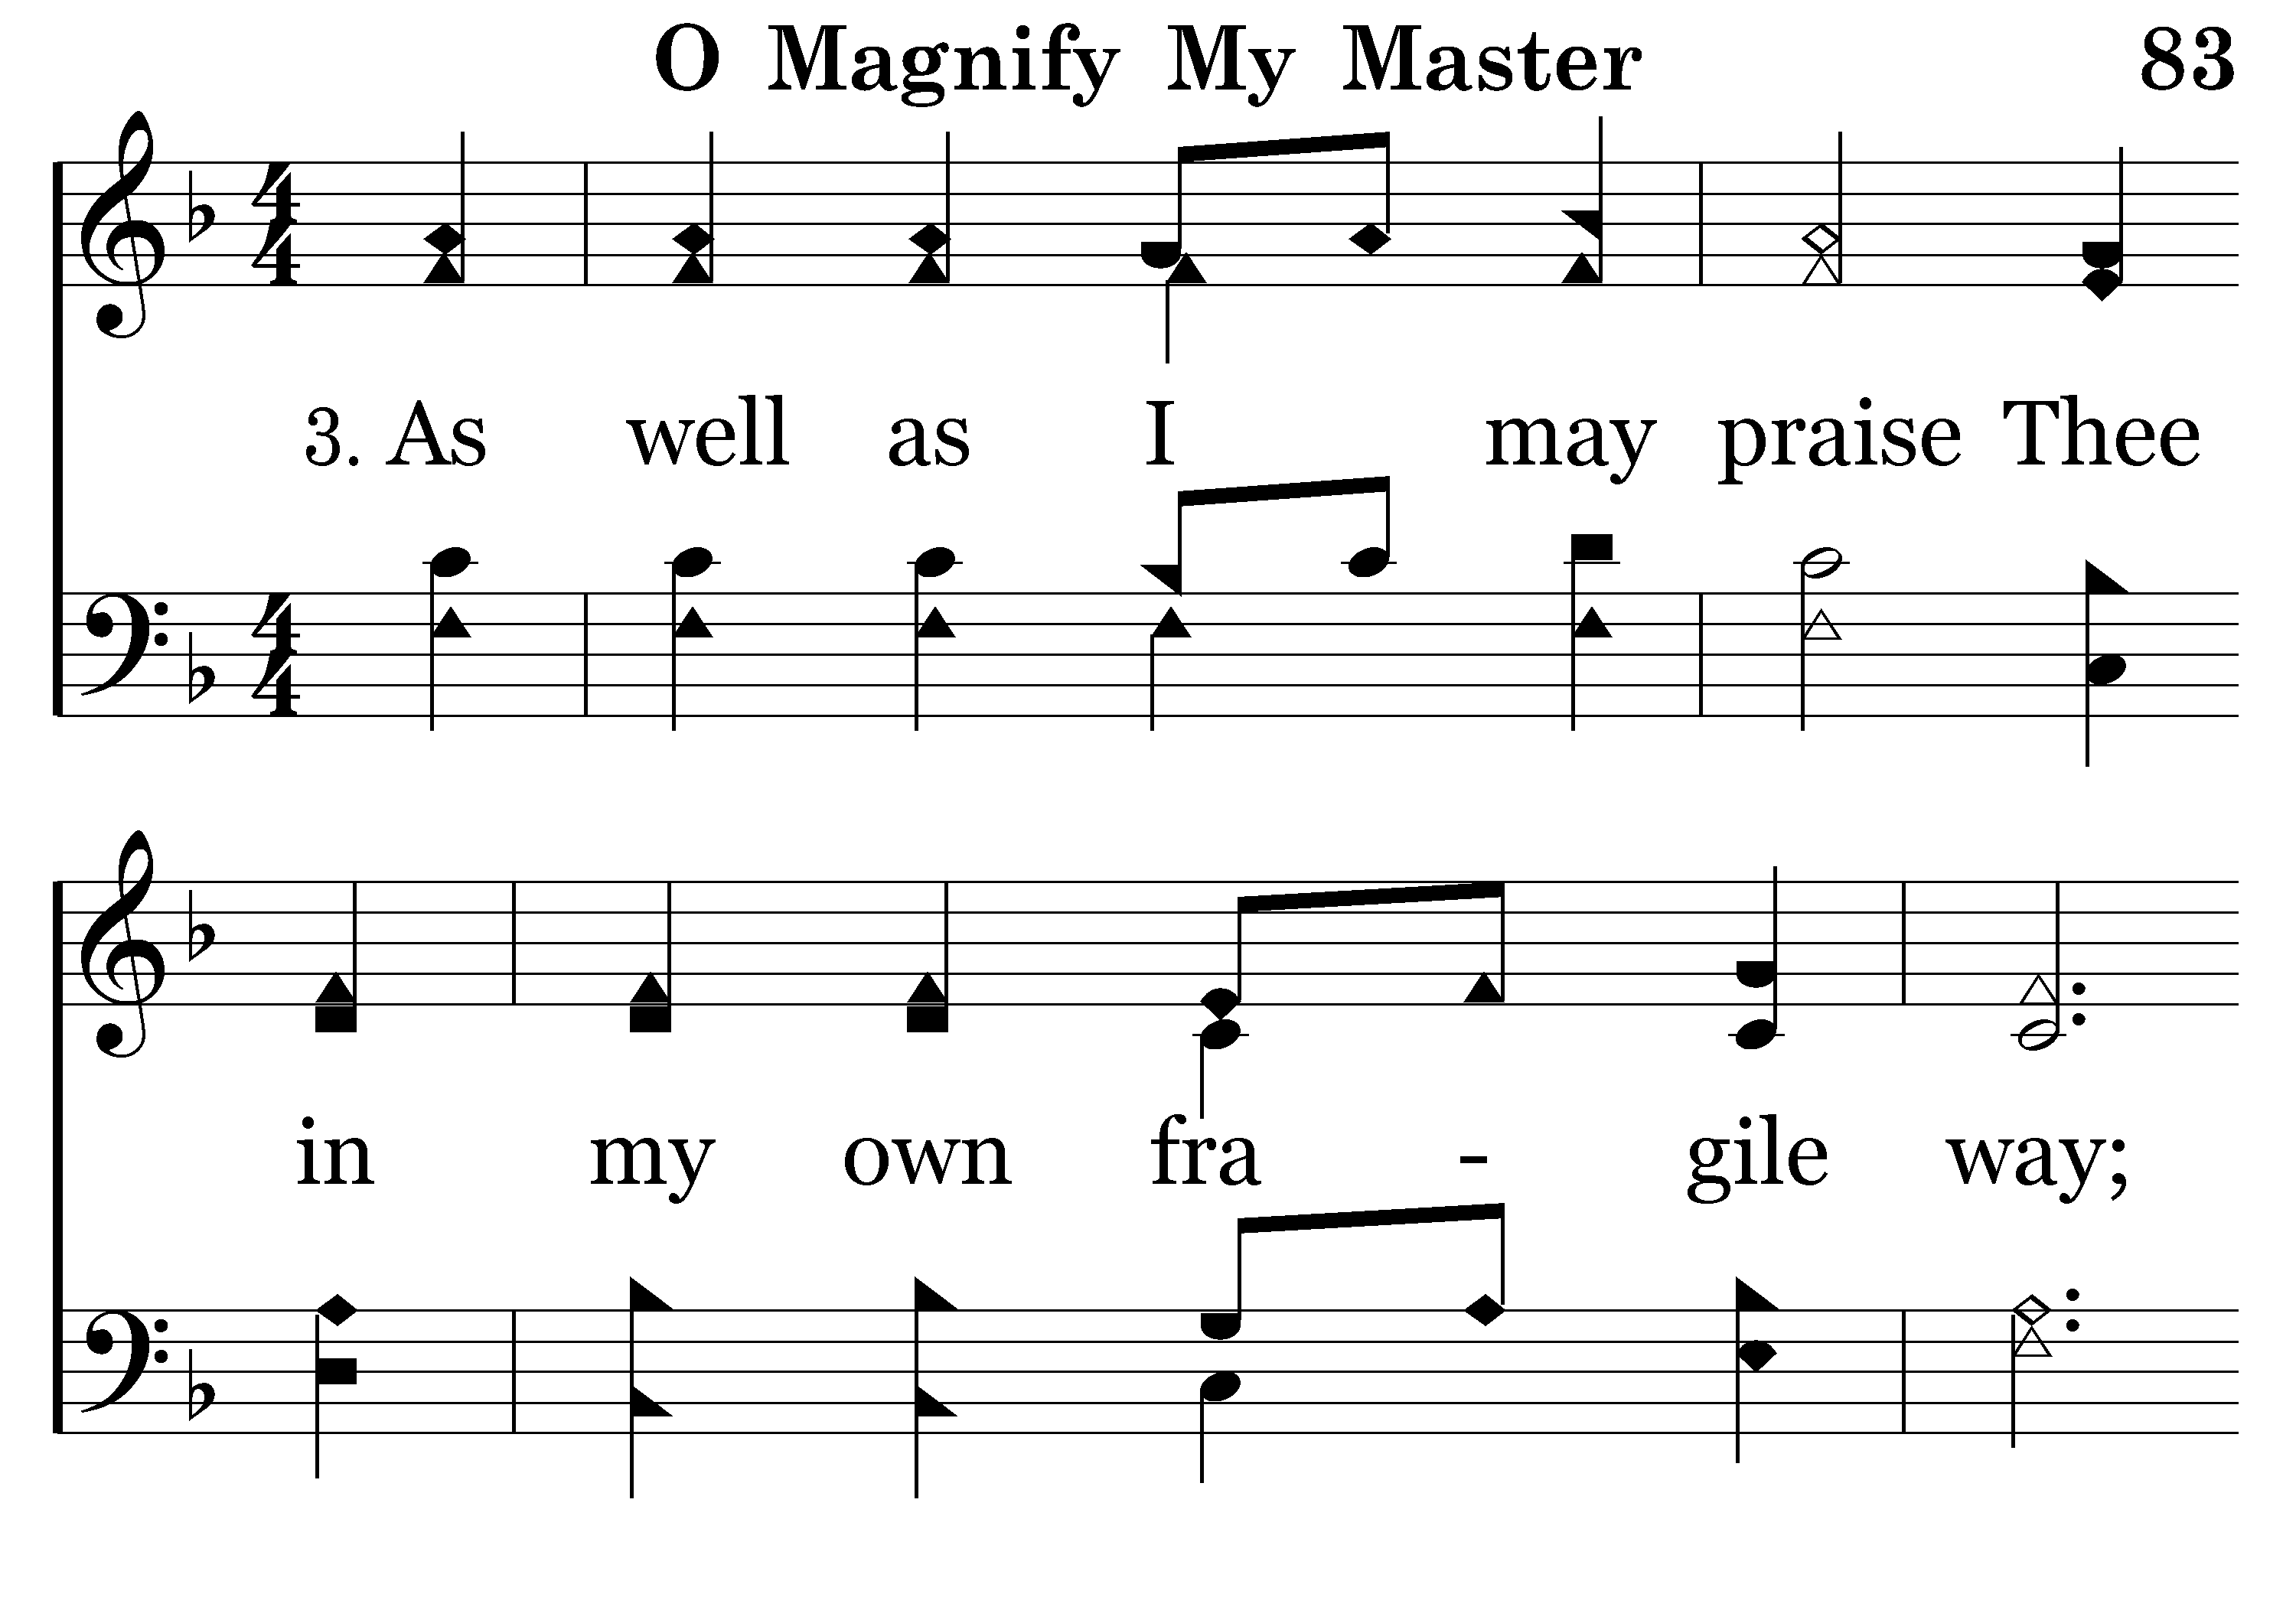 O Magnify My Master 83
3. As well as I may praise Thee
in my own fra - gile way;